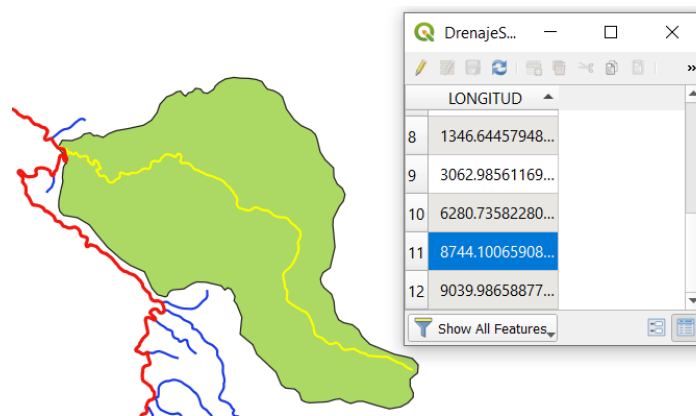 DrenajeS...
»
LONGITUD
8 1346.64457948...
9 3062.98561169...
10 6280.73582280...
11 8744.10065908...
12 9039.98658877...
Show All Features